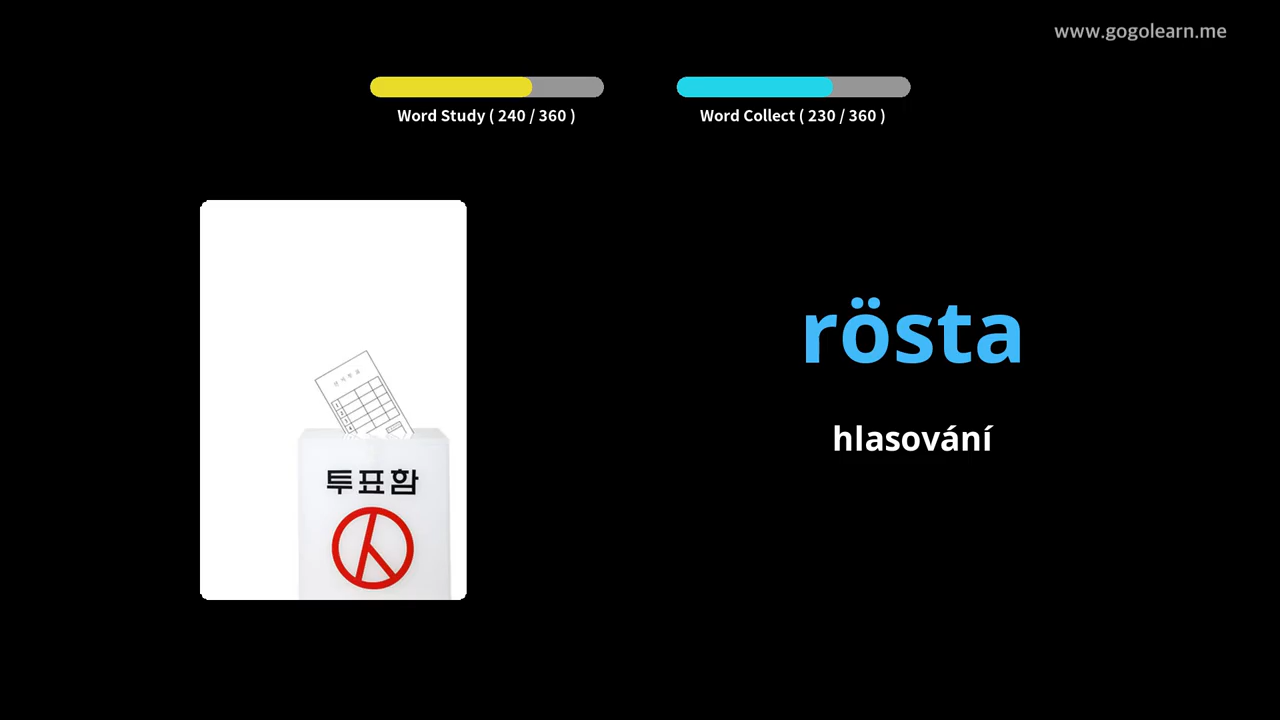 www.gogolearn.me
Word Study ( 240 / 360 )
Word Collect ( 230 / 360 )
rösta
hlasování
투표함